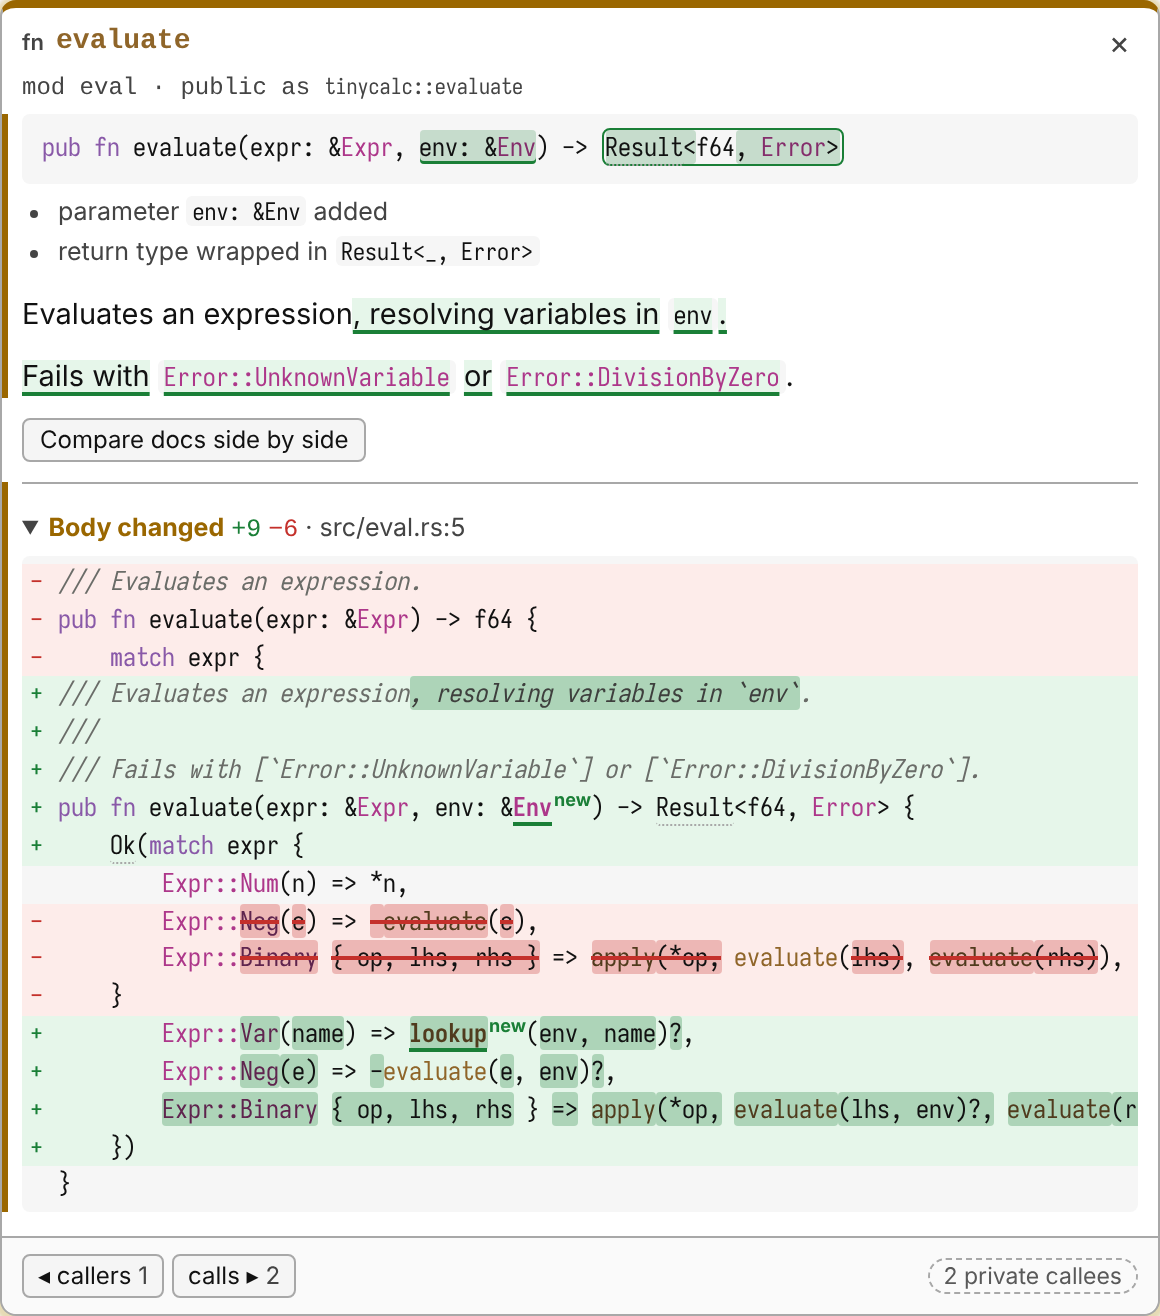 fn evaluate ×
mod eval · public as tinycalc::evaluate
pub fn evaluate(expr: &Expr, env: &Env) -> Result<f64, Error>
• parameter env: &Env added
• return type wrapped in Result<_, Error>
Evaluates an expression, resolving variables in env.
Fails with Error::UnknownVariable or Error::DivisionByZero.
Compare docs side by side
▼ Body changed +9 −6 · src/eval.rs:5
− /// Evaluates an expression.
− pub fn evaluate(expr: &Expr) -> f64 {
−     match expr {
+ /// Evaluates an expression, resolving variables in `env`.
+ ///
+ /// Fails with [`Error::UnknownVariable`] or [`Error::DivisionByZero`].
+ pub fn evaluate(expr: &Expr, env: &Env new) -> Result<f64, Error> {
+     Ok(match expr {
        Expr::Num(n) => *n,
−         Expr::Neg(e) => -evaluate(e),
−         Expr::Binary { op, lhs, rhs } => apply(*op, evaluate(lhs), evaluate(rhs)),
−     }
+         Expr::Var(name) => lookup new(env, name)?,
+         Expr::Neg(e) => -evaluate(e, env)?,
+         Expr::Binary { op, lhs, rhs } => apply(*op, evaluate(lhs, env)?, evaluate(r
+     })
}
◂ callers 1 calls ▸ 2 2 private callees